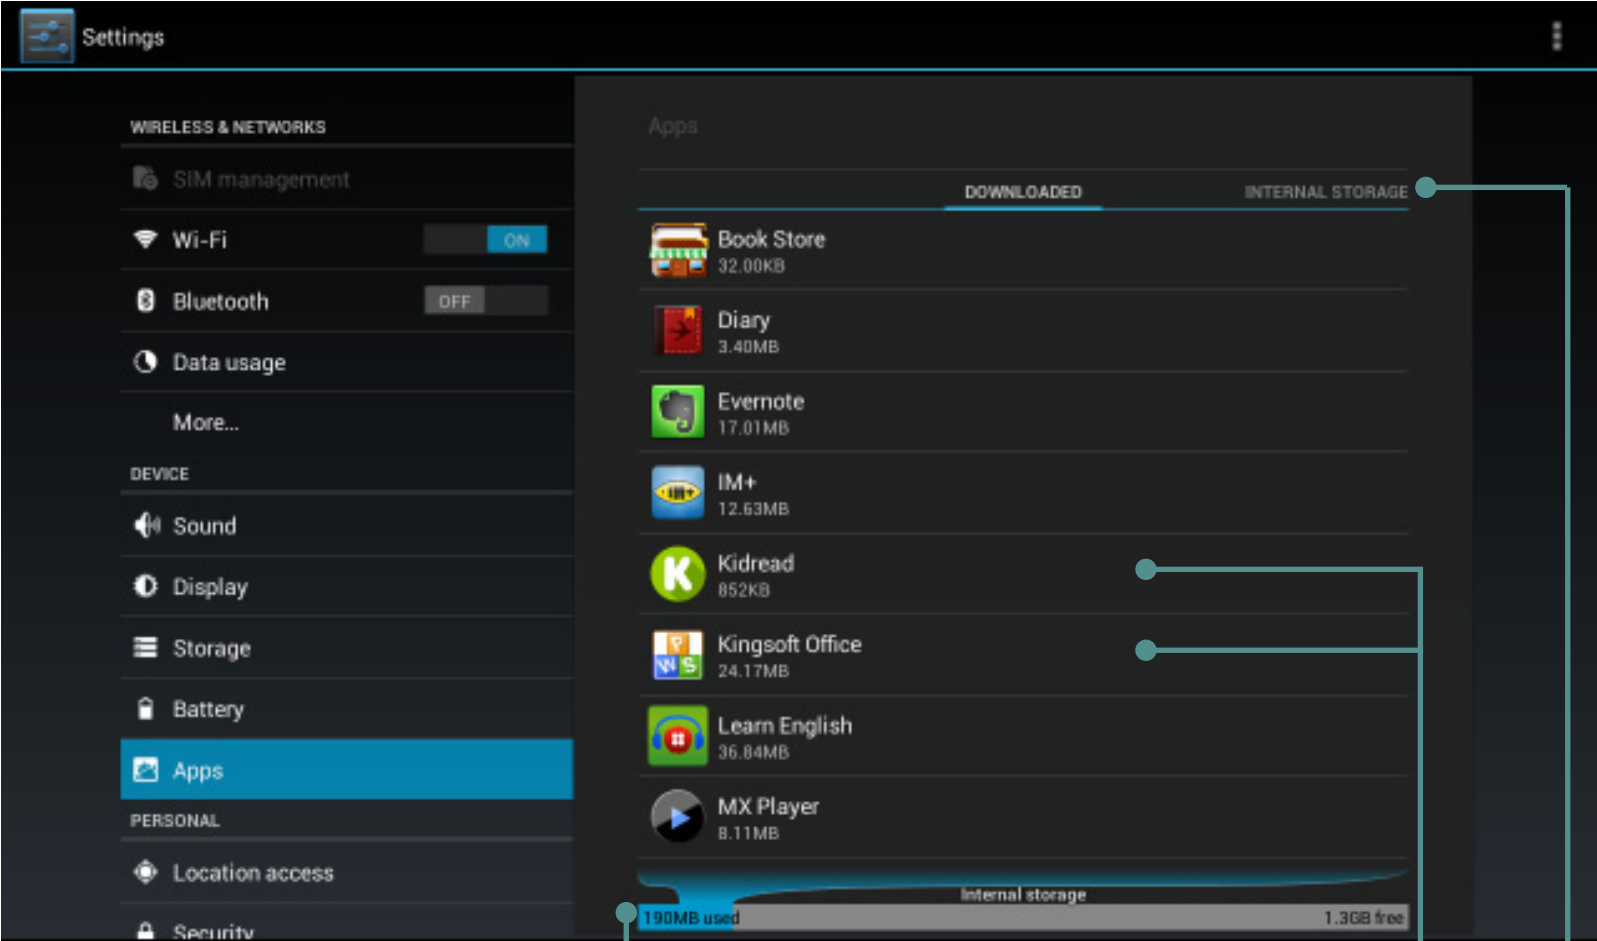 Settings
WIRELESS & NETWORKS
SIM management
Wi-Fi ON
Bluetooth OFF
Data usage
More...
DEVICE
Sound
Display
Storage
Battery
Apps
PERSONAL
Location access
Security
Apps
DOWNLOADED INTERNAL STORAGE
Book Store
32.00KB
Diary
3.40MB
Evernote
17.01MB
IM+
12.63MB
Kidread
852KB
Kingsoft Office
24.17MB
Learn English
36.84MB
MX Player
8.11MB
Internal storage
190MB used 1.3GB free